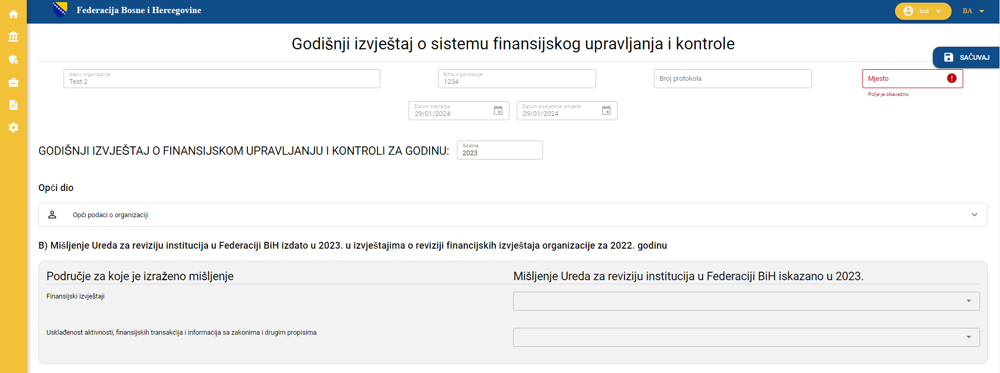 Federacija Bosne i Hercegovine
test
BA
Godišnji izvještaj o sistemu finansijskog upravljanja i kontrole
SAČUVAJ
Naziv organizacije
Test 2
Šifra organizacije
1234
Broj protokola
Mjesto
Polje je obavezno.
Datum kreiranja
29/01/2024
Datum posljednje izmjene
29/01/2024
GODIŠNJI IZVJEŠTAJ O FINANSIJSKOM UPRAVLJANJU I KONTROLI ZA GODINU:
Godina
2023
Opći dio
Opći podaci o organizaciji
B) Mišljenje Ureda za reviziju institucija u Federaciji BiH izdato u 2023. u izvještajima o reviziji financijskih izvještaja organizacije za 2022. godinu
Područje za koje je izraženo mišljenje
Mišljenje Ureda za reviziju institucija u Federaciji BiH iskazano u 2023.
Finansijski izvještaji
Usklađenost aktivnosti, finansijskih transakcija i informacija sa zakonima i drugim propisima